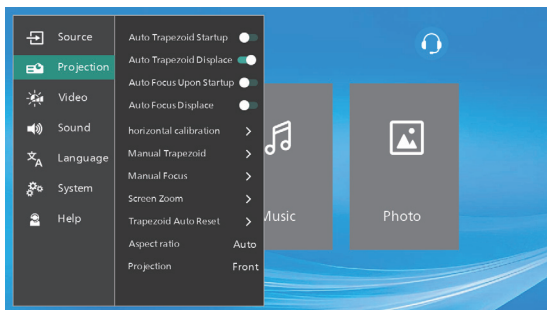 Source
Projection
Video
Sound
Language
System
Help
Auto Trapezoid Startup
Auto Trapezoid Displace
Auto Focus Upon Startup
Auto Focus Displace
horizontal calibration
Manual Trapezoid
Manual Focus
Screen Zoom
Trapezoid Auto Reset
Aspect ratio Auto
Projection Front
Music
Photo